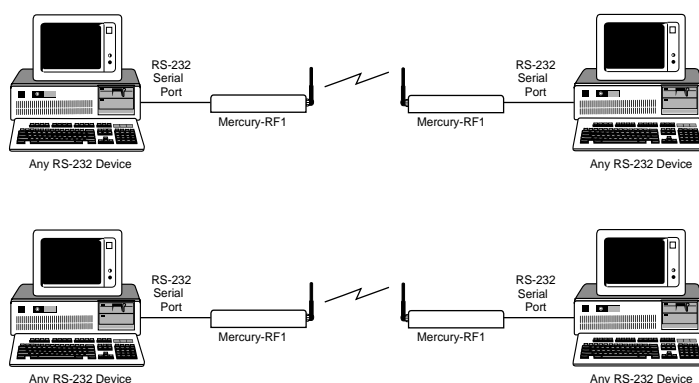 RS-232
Serial
Port
RS-232
Serial
Port
Mercury-RF1
Mercury-RF1
Any RS-232 Device
Any RS-232 Device
RS-232
Serial
Port
RS-232
Serial
Port
Mercury-RF1
Mercury-RF1
Any RS-232 Device
Any RS-232 Device